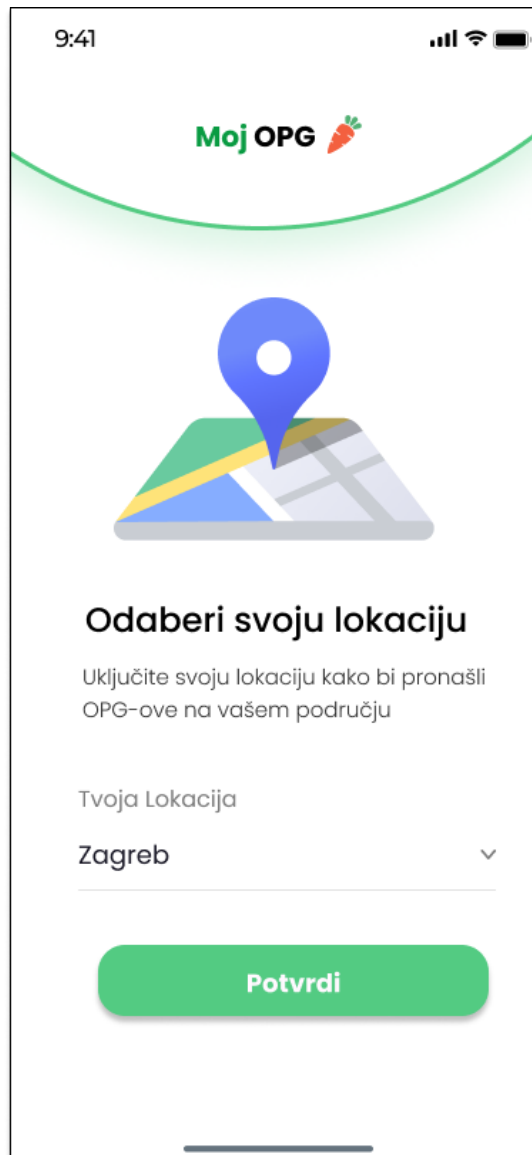 9:41
Moj OPG
Odaberi svoju lokaciju
Uključite svoju lokaciju kako bi pronašli
OPG-ove na vašem području
Tvoja Lokacija
Zagreb
Potvrdi